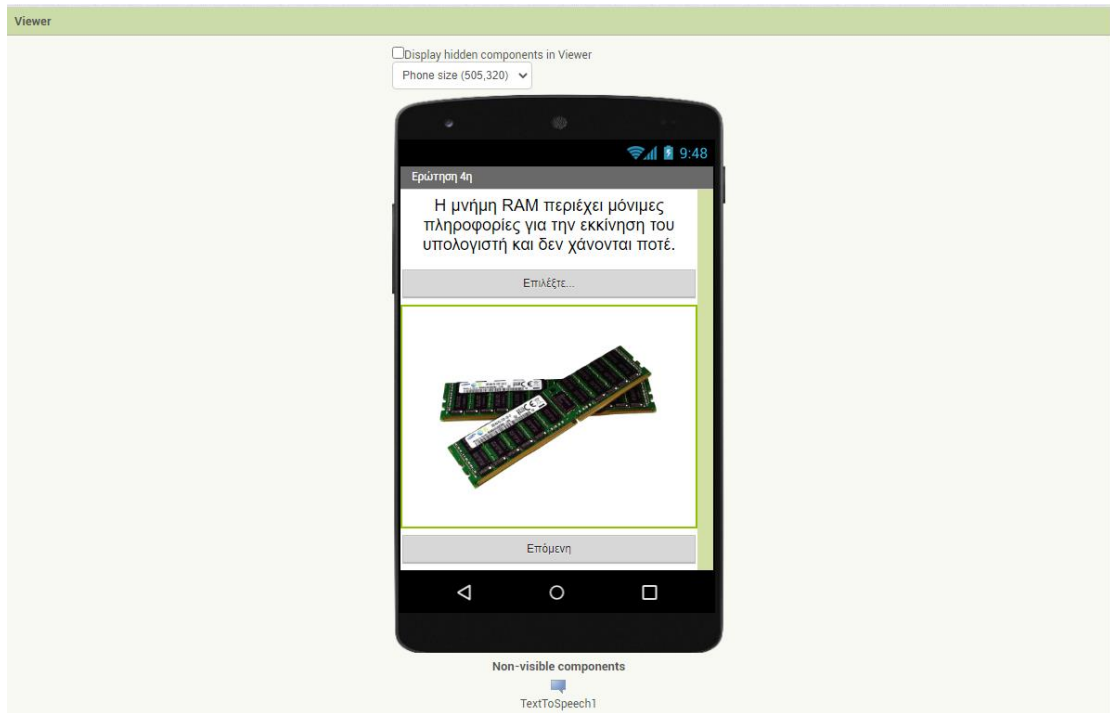 Viewer
Display hidden components in Viewer
Phone size (505,320)
9:48
Ερώτηση 4η
Η μνήμη RAM περιέχει μόνιμες
πληροφορίες για την εκκίνηση του
υπολογιστή και δεν χάνονται ποτέ.
Επιλέξτε...
Επόμενη
Non-visible components
TextToSpeech1